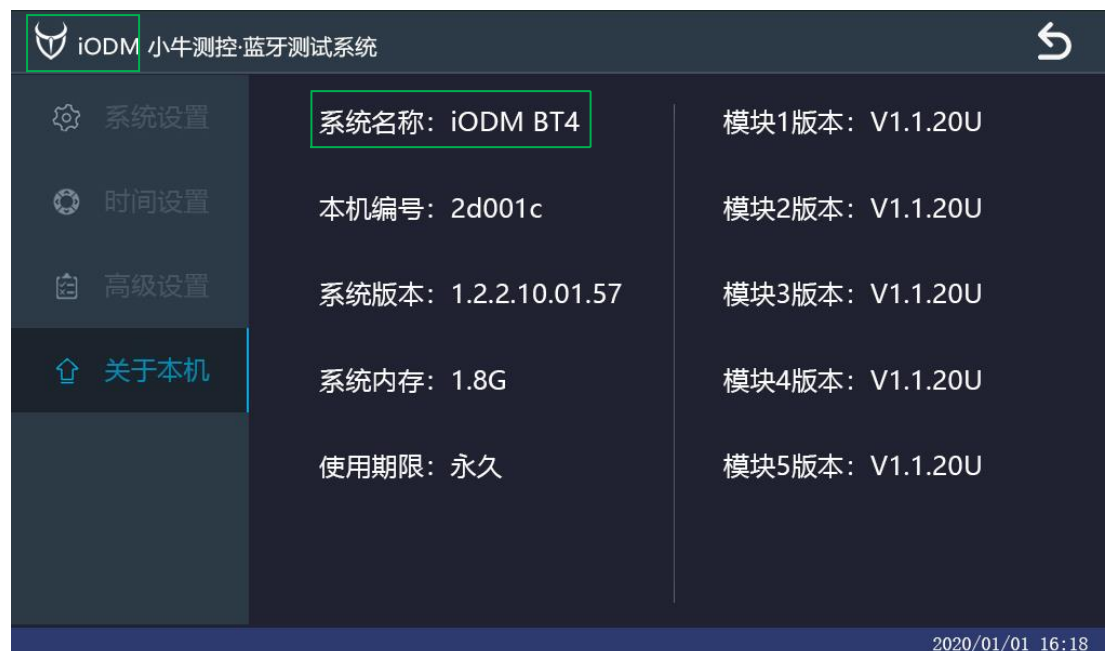 iODM 小牛测控·蓝牙测试系统
系统设置
时间设置
高级设置
关于本机
系统名称：iODM BT4
本机编号：2d001c
系统版本：1.2.2.10.01.57
系统内存：1.8G
使用期限：永久
模块1版本：V1.1.20U
模块2版本：V1.1.20U
模块3版本：V1.1.20U
模块4版本：V1.1.20U
模块5版本：V1.1.20U
2020/01/01 16:18